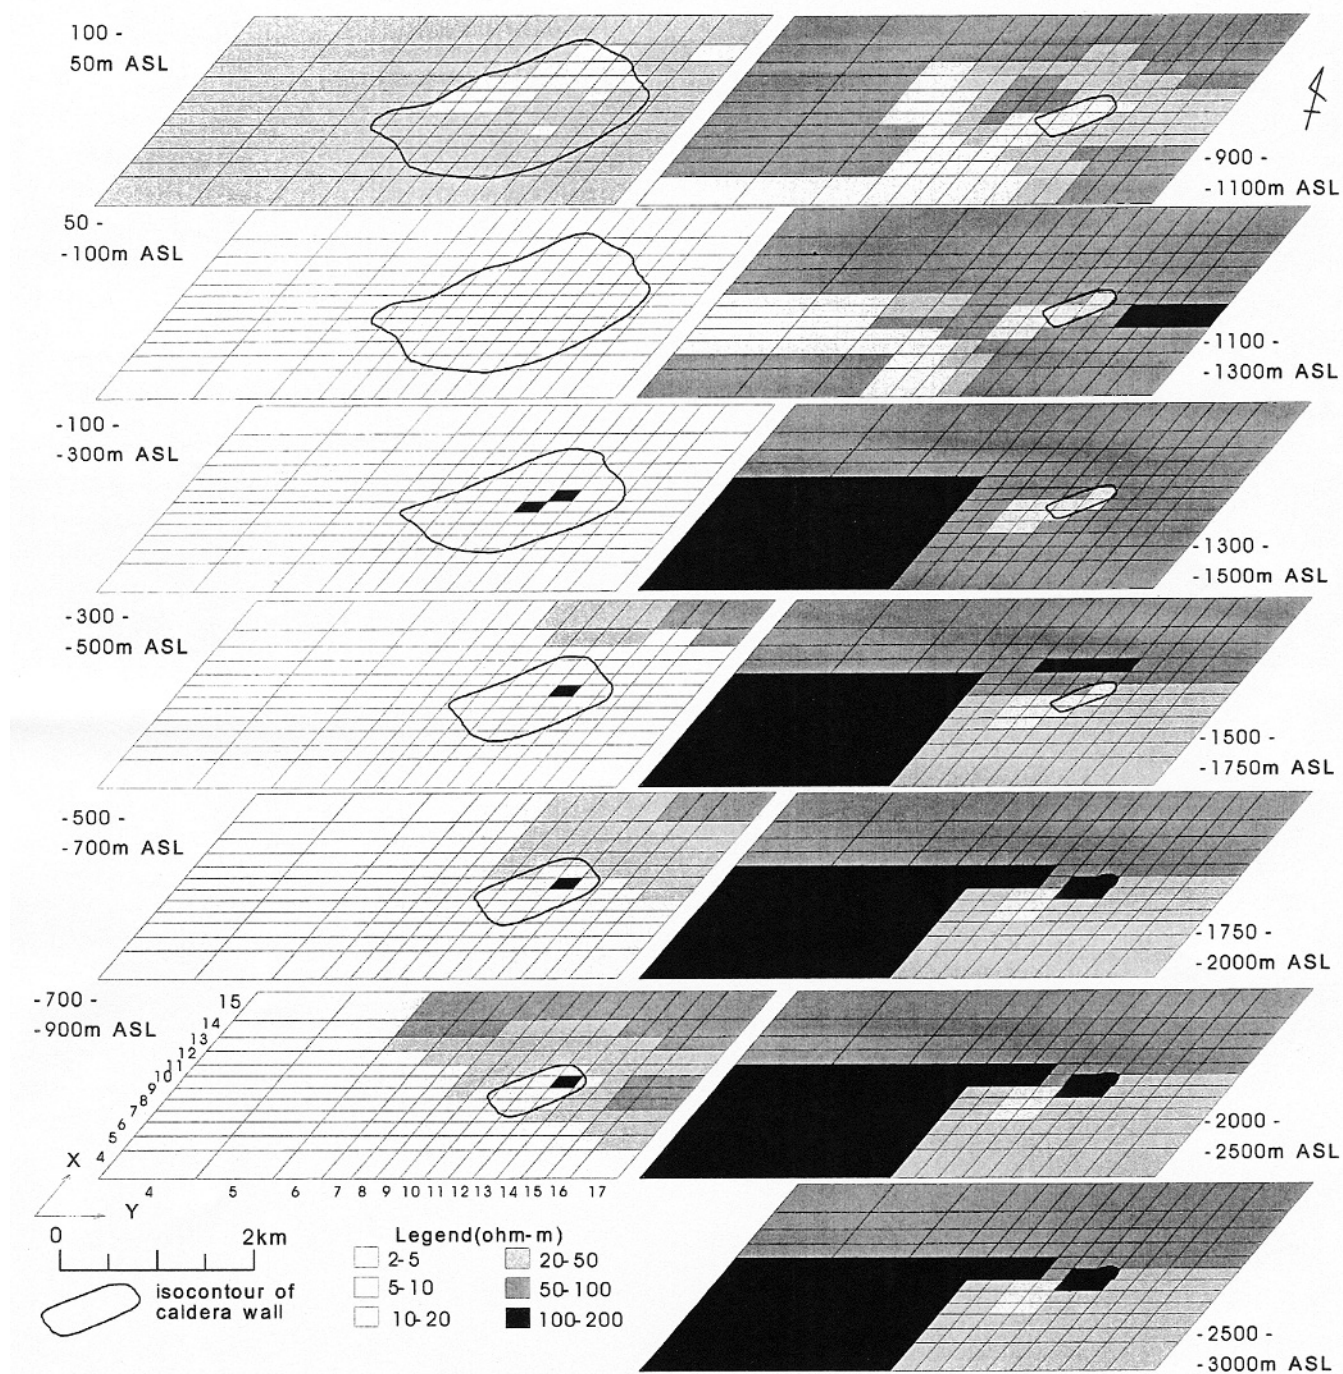 100 -
50m ASL
50 -
-100m ASL
-100 -
-300m ASL
-300 -
-500m ASL
-500 -
-700m ASL
-700 -
-900m ASL
15
14
13
12
11
10
9
8
7
6
5
4
X
Y
4 5 6 7 8 9 10 11 12 13 14 15 16 17
0 2km
isocontour of
caldera wall
Legend(ohm-m)
2-5 20-50
5-10 50-100
10-20 100-200
-900 -
-1100m ASL
-1100 -
-1300m ASL
-1300 -
-1500m ASL
-1500 -
-1750m ASL
-1750 -
-2000m ASL
-2000 -
-2500m ASL
-2500 -
-3000m ASL